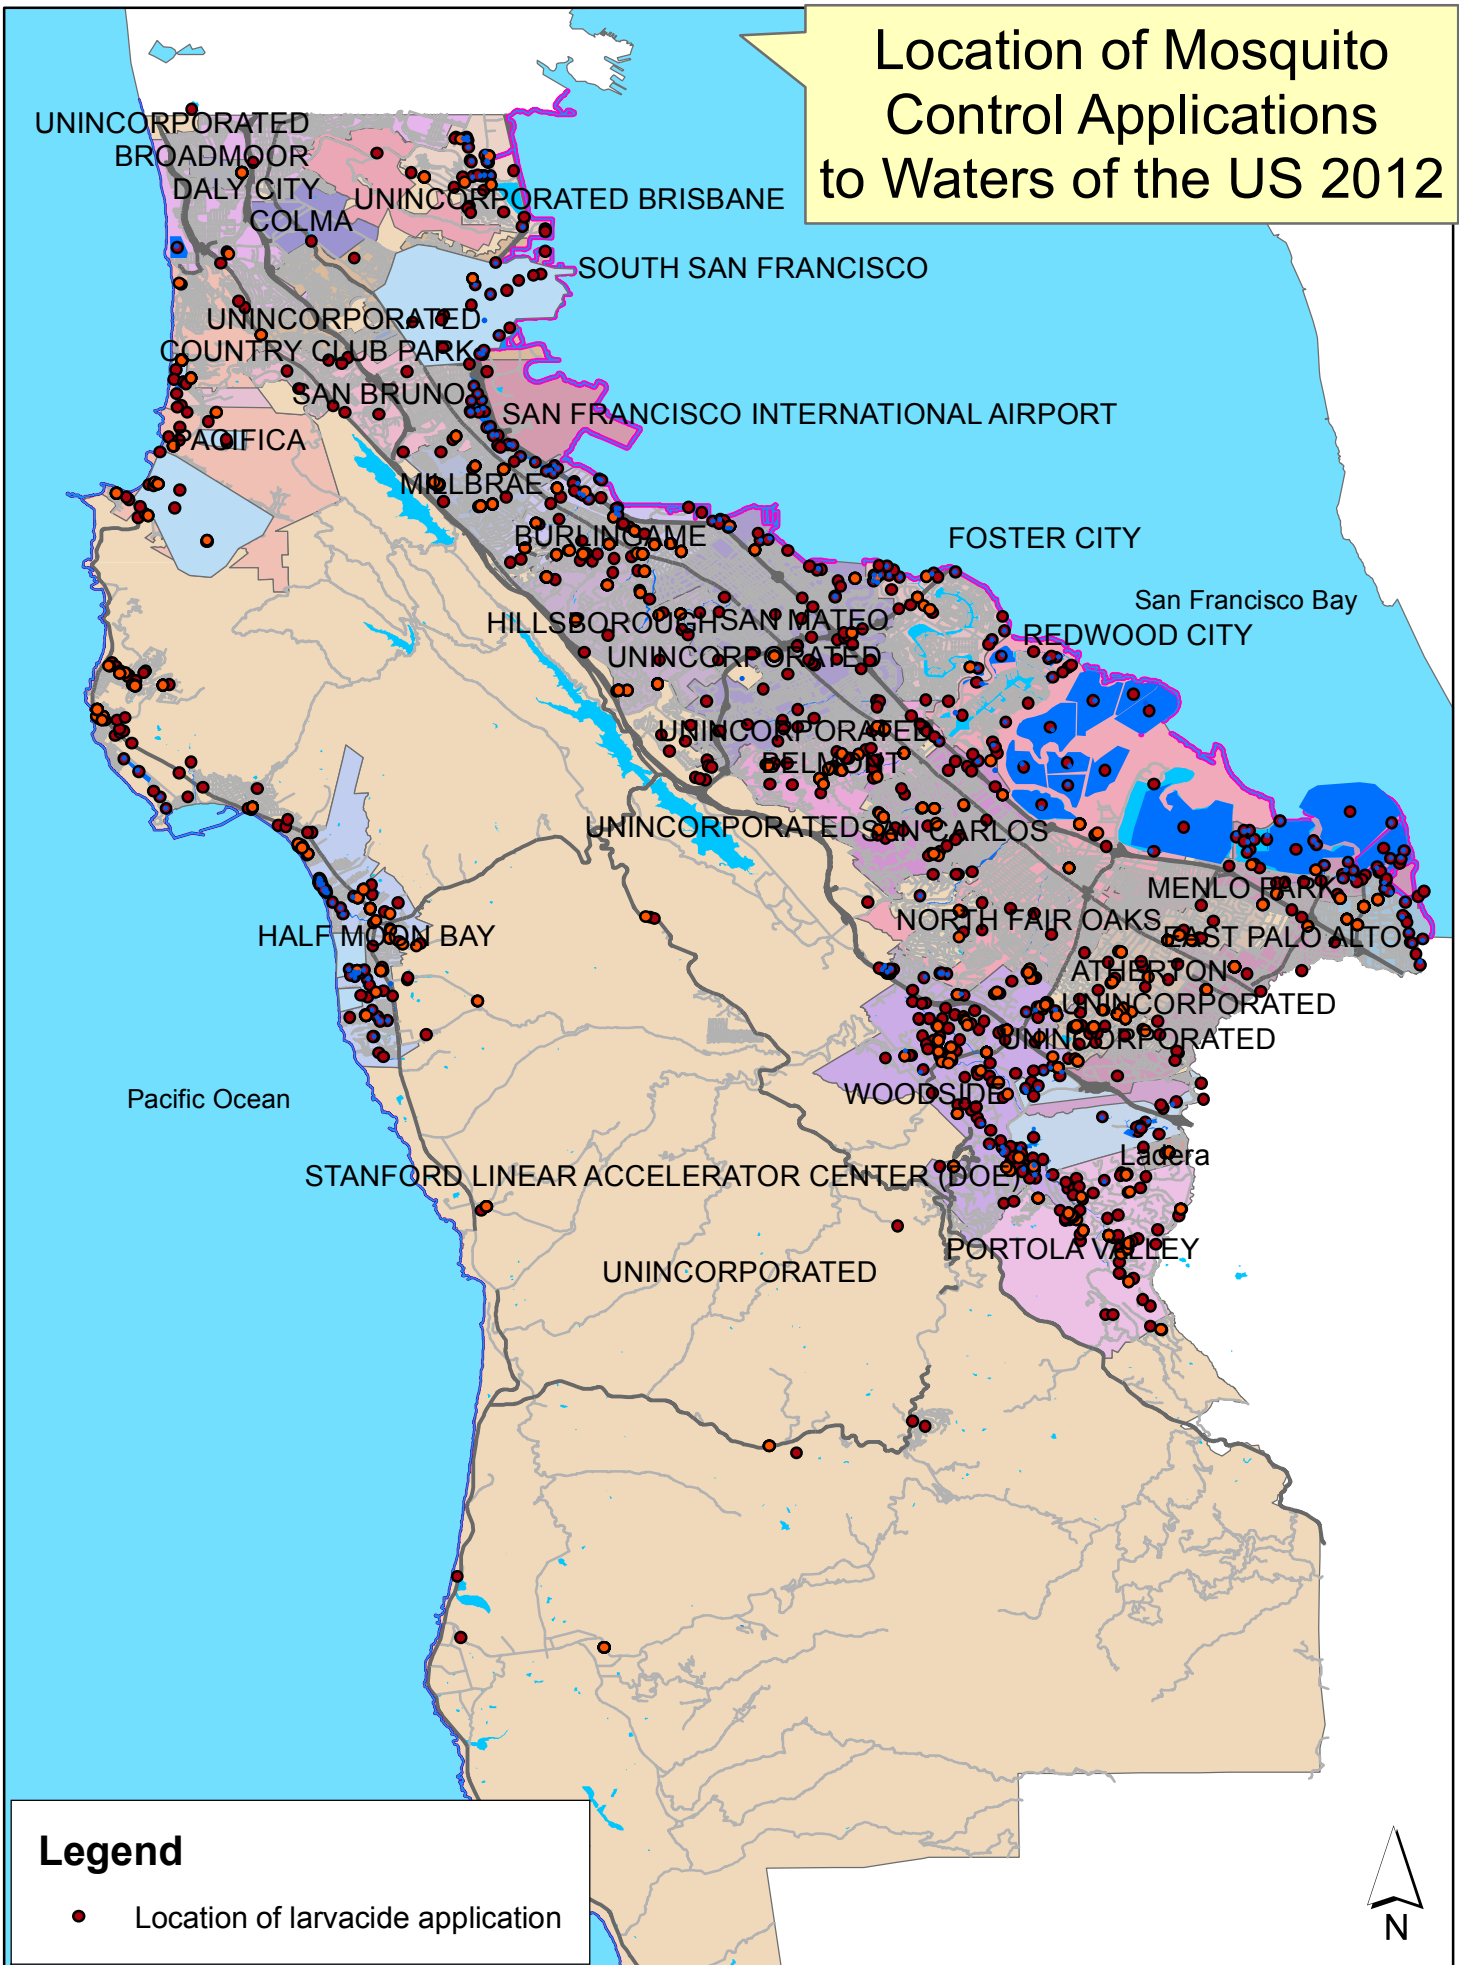 Location of Mosquito
Control Applications
to Waters of the US 2012
UNINCORPORATED
BROADMOOR
DALY CITY
COLMA
UNINCORPORATED BRISBANE
SOUTH SAN FRANCISCO
UNINCORPORATED
COUNTRY CLUB PARK
SAN BRUNO
SAN FRANCISCO INTERNATIONAL AIRPORT
PACIFICA
MILLBRAE
BURLINGAME
FOSTER CITY
San Francisco Bay
HILLSBOROUGH
SAN MATEO
REDWOOD CITY
UNINCORPORATED
UNINCORPORATED
BELMONT
UNINCORPORATED
SAN CARLOS
MENLO PARK
NORTH FAIR OAKS
EAST PALO ALTO
HALF MOON BAY
ATHERTON
UNINCORPORATED
UNINCORPORATED
WOODSIDE
Pacific Ocean
Ladera
STANFORD LINEAR ACCELERATOR CENTER (DOE)
PORTOLA VALLEY
UNINCORPORATED
Legend
Location of larvacide application
N